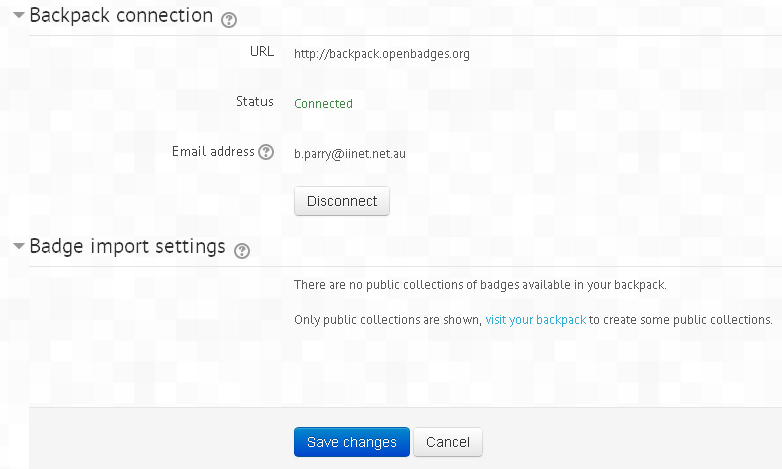 Backpack connection ?
URL http://backpack.openbadges.org
Status Connected
Email address ? b.parry@iinet.net.au
Disconnect
Badge import settings ?
There are no public collections of badges available in your backpack.
Only public collections are shown, visit your backpack to create some public collections.
Save changes Cancel